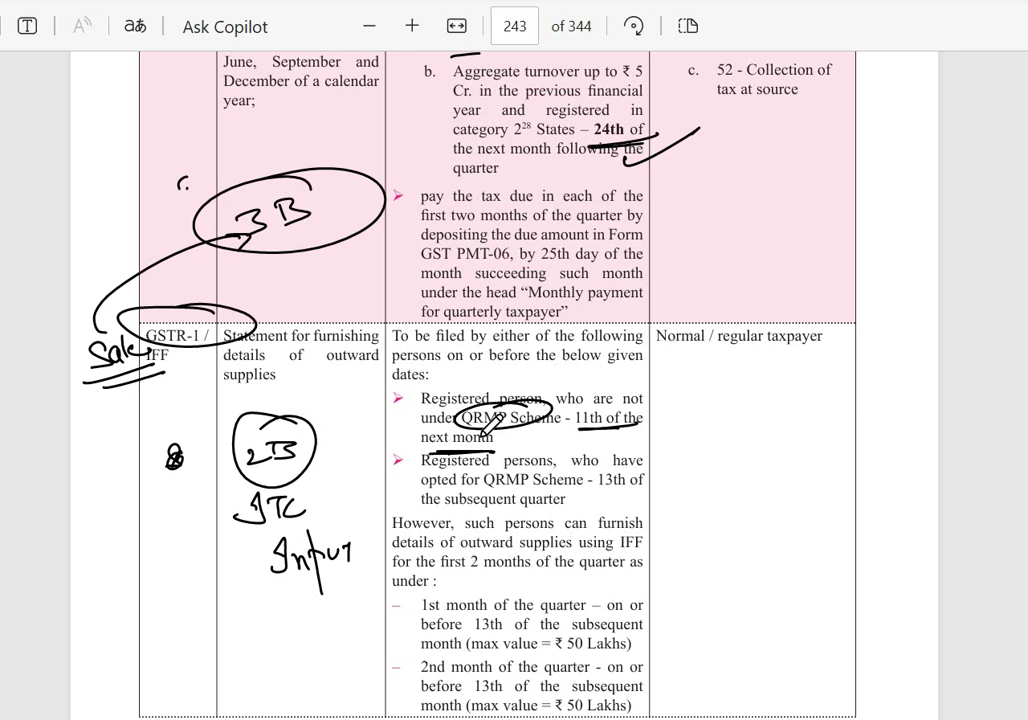 Ask Copilot
243 of 344
June, September and
December of a calendar
year;
b. Aggregate turnover up to ₹ 5
Cr. in the previous financial
year and registered in
category 2²⁸ States – 24th of
the next month following the
quarter
pay the tax due in each of the
first two months of the quarter by
depositing the due amount in Form
GST PMT-06, by 25th day of the
month succeeding such month
under the head “Monthly payment
for quarterly taxpayer”
c. 52 - Collection of
tax at source
3B
GSTR-1 /
IFF
Statement for furnishing
details of outward
supplies
2B
ITC
Input
To be filed by either of the following
persons on or before the below given
dates:
Registered person, who are not
under QRMP Scheme - 11th of the
next month
Registered persons, who have
opted for QRMP Scheme - 13th of
the subsequent quarter
However, such persons can furnish
details of outward supplies using IFF
for the first 2 months of the quarter as
under :
– 1st month of the quarter – on or
before 13th of the subsequent
month (max value = ₹ 50 Lakhs)
– 2nd month of the quarter - on or
before 13th of the subsequent
month (max value = ₹ 50 Lakhs)
Normal / regular taxpayer